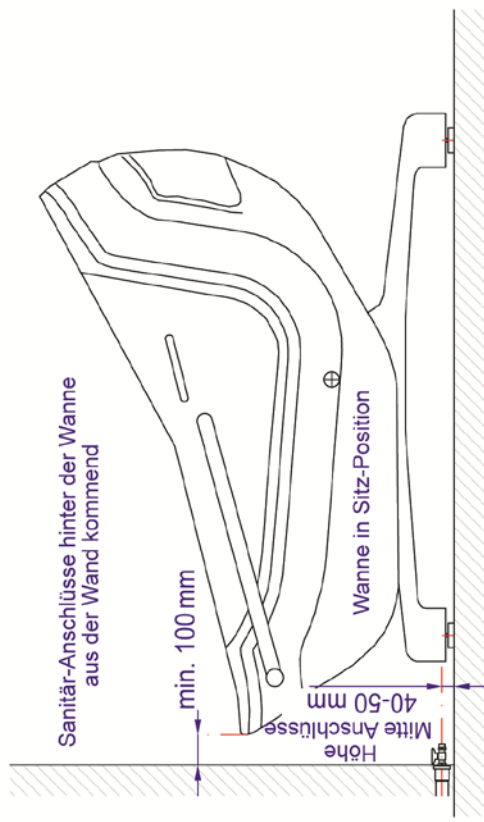 Sanitär-Anschlüsse hinter der Wanne
aus der Wand kommend
min. 100 mm
Wanne in Sitz-Position
Höhe
Mitte Anschlüsse
40-50 mm